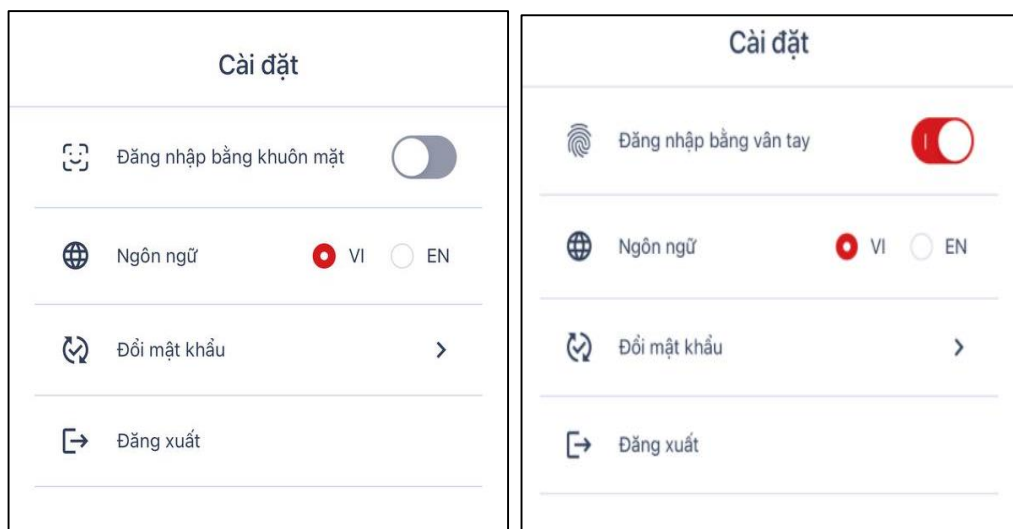 Cài đặt
Đăng nhập bằng khuôn mặt
Ngôn ngữ VI EN
Đổi mật khẩu
Đăng xuất
Cài đặt
Đăng nhập bằng vân tay
Ngôn ngữ VI EN
Đổi mật khẩu
Đăng xuất